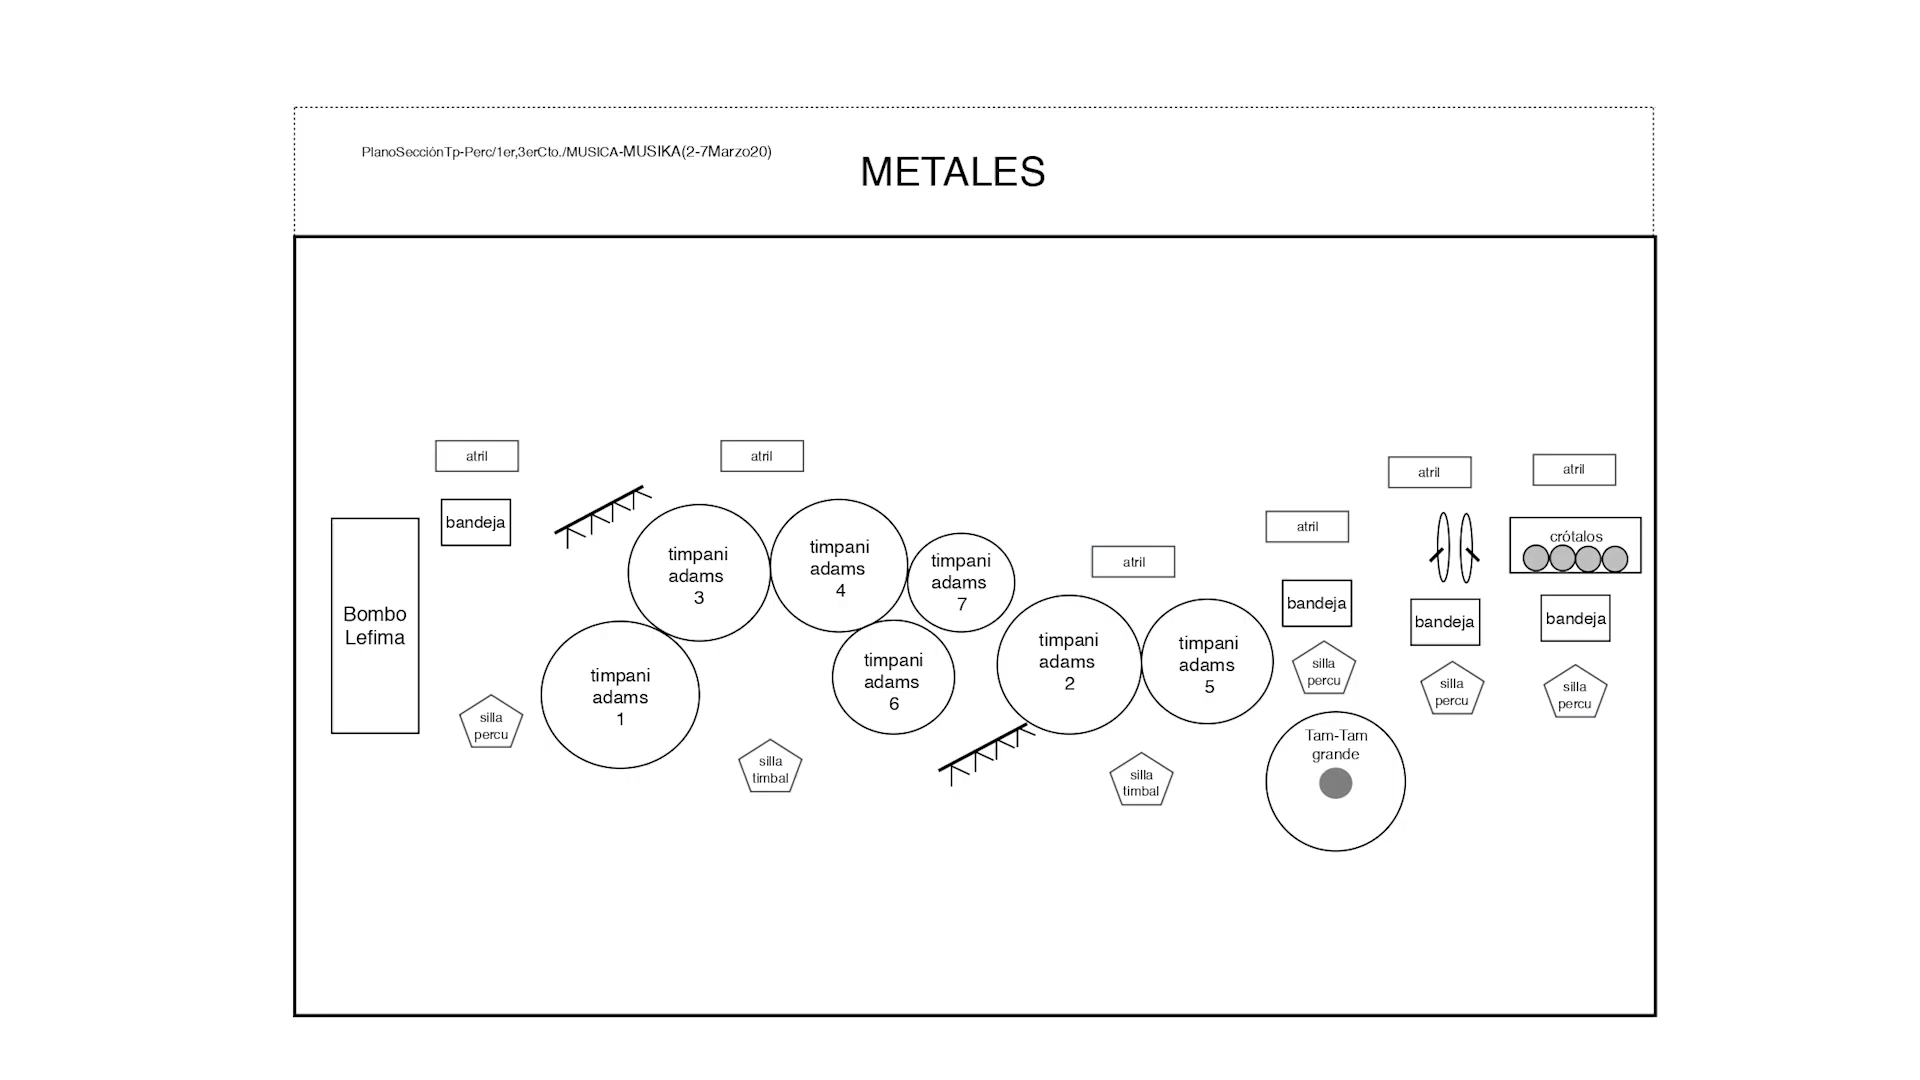 PlanoSecciónTp-Perc/1er,3erCto./MUSICA-MUSIKA(2-7Marzo20)
METALES
atril
atril
atril
atril
atril
atril
bandeja
Bombo
Lefima
timpani
adams
3
timpani
adams
4
timpani
adams
7
crótalos
bandeja
bandeja
bandeja
timpani
adams
1
timpani
adams
6
timpani
adams
2
timpani
adams
5
silla
percu
silla
percu
silla
percu
silla
percu
silla
timbal
silla
timbal
Tam-Tam
grande